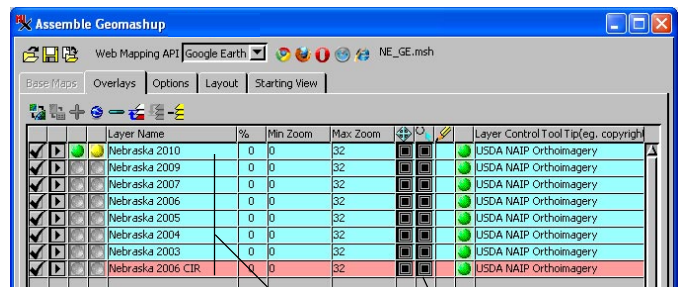 Assemble Geomashup
Web Mapping API Google Earth NE_GE.msh
Base Maps Overlays Options Layout Starting View
Layer Name % Min Zoom Max Zoom Layer Control Tool Tip(eg. copyright
Nebraska 2010 0 0 32 USDA NAIP Orthoimagery
Nebraska 2009 0 0 32 USDA NAIP Orthoimagery
Nebraska 2007 0 0 32 USDA NAIP Orthoimagery
Nebraska 2006 0 0 32 USDA NAIP Orthoimagery
Nebraska 2005 0 0 32 USDA NAIP Orthoimagery
Nebraska 2004 0 0 32 USDA NAIP Orthoimagery
Nebraska 2003 0 0 32 USDA NAIP Orthoimagery
Nebraska 2006 CIR 0 0 32 USDA NAIP Orthoimagery